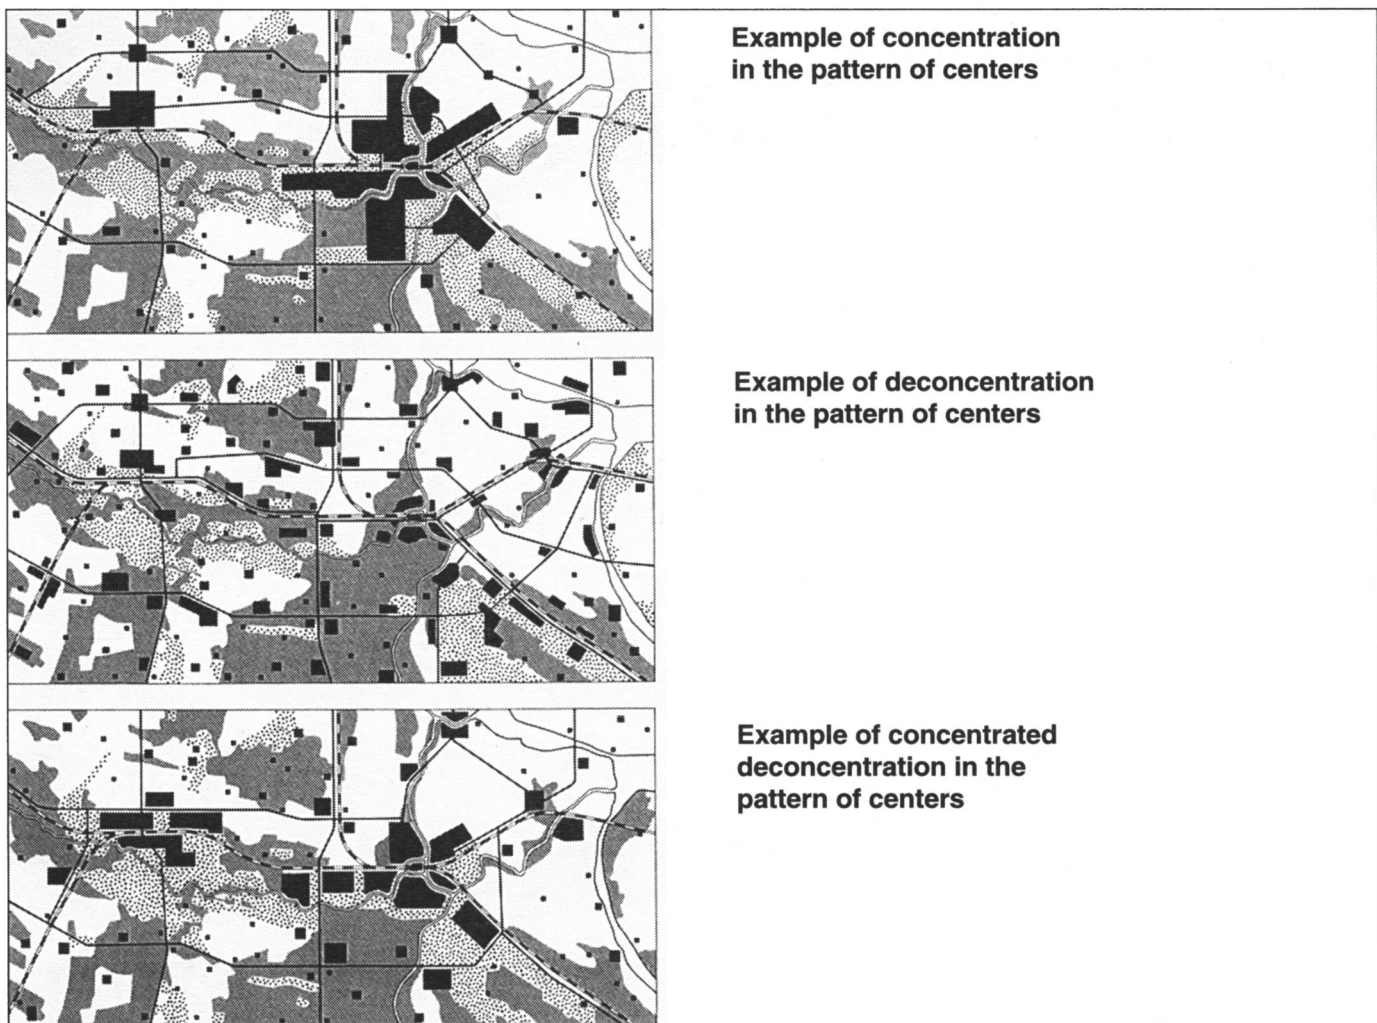 Example of concentration
in the pattern of centers
Example of deconcentration
in the pattern of centers
Example of concentrated
deconcentration in the
pattern of centers